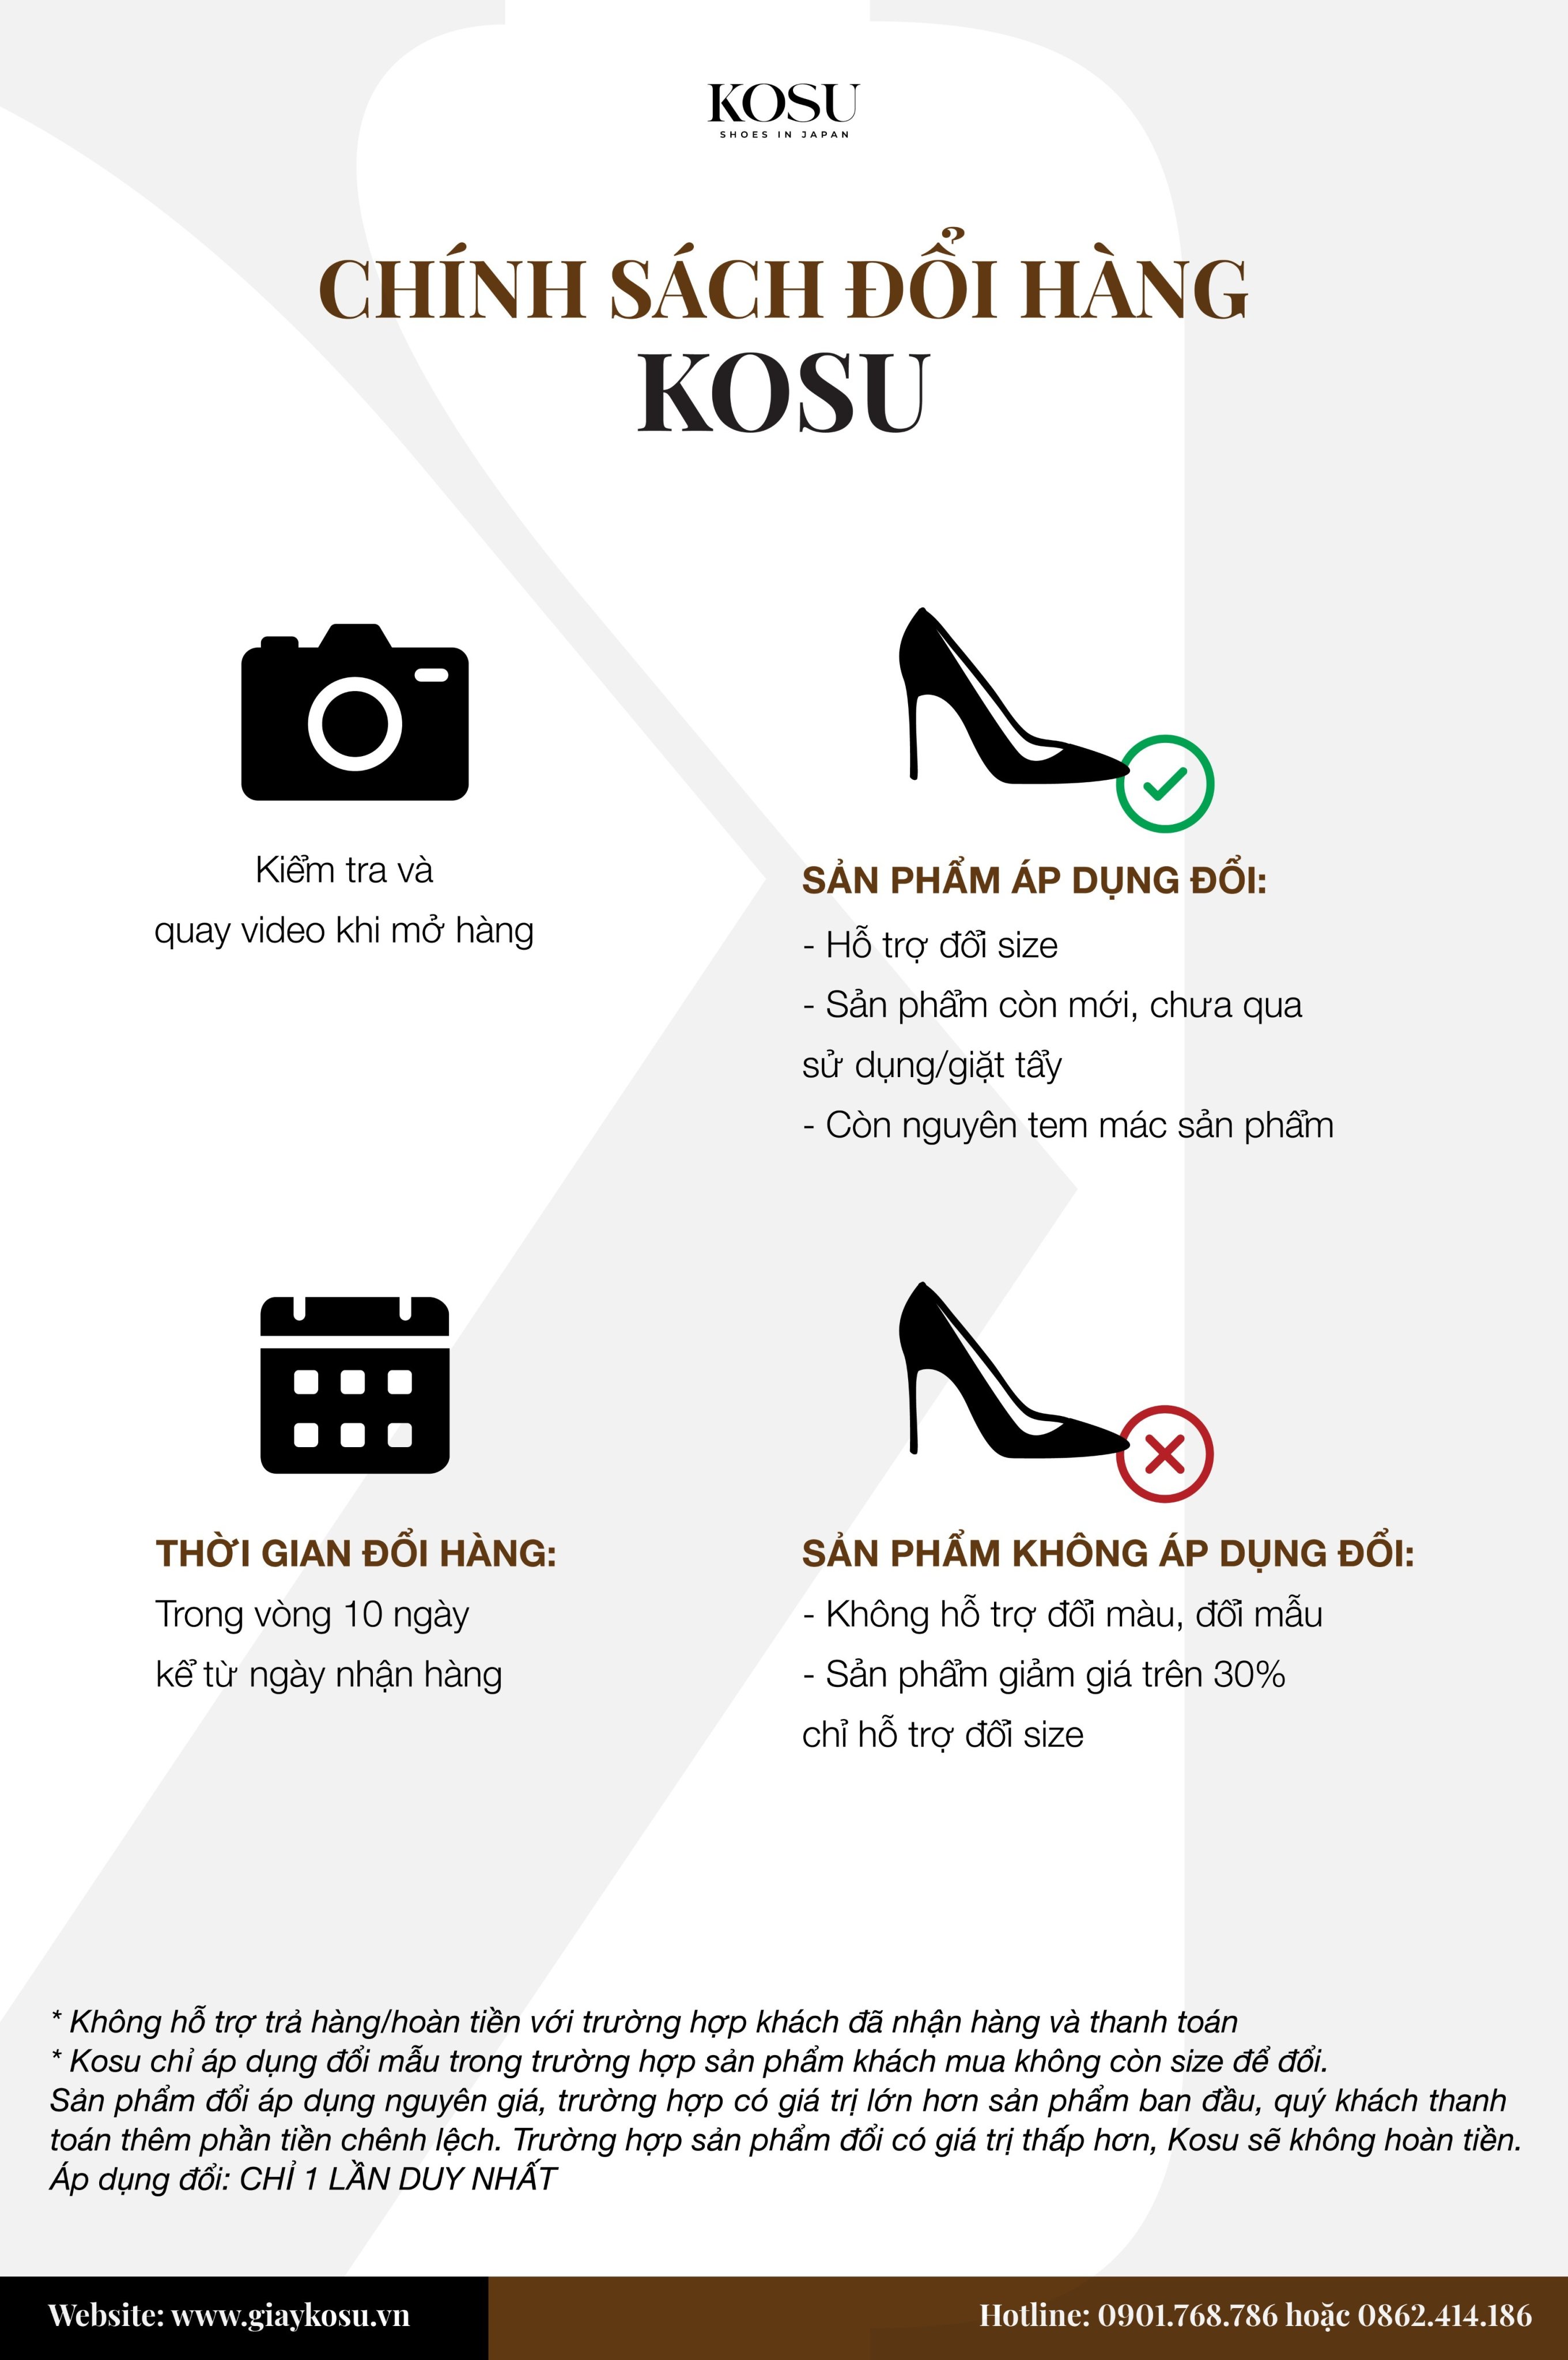 KOSU
SHOES IN JAPAN
CHÍNH SÁCH ĐỔI HÀNG
KOSU
Kiểm tra và
quay video khi mở hàng
SẢN PHẨM ÁP DỤNG ĐỔI:
- Hỗ trợ đổi size
- Sản phẩm còn mới, chưa qua
sử dụng/giặt tẩy
- Còn nguyên tem mác sản phẩm
THỜI GIAN ĐỔI HÀNG:
Trong vòng 10 ngày
kể từ ngày nhận hàng
SẢN PHẨM KHÔNG ÁP DỤNG ĐỔI:
- Không hỗ trợ đổi màu, đổi mẫu
- Sản phẩm giảm giá trên 30%
chỉ hỗ trợ đổi size
* Không hỗ trợ trả hàng/hoàn tiền với trường hợp khách đã nhận hàng và thanh toán
* Kosu chỉ áp dụng đổi mẫu trong trường hợp sản phẩm khách mua không còn size để đổi.
Sản phẩm đổi áp dụng nguyên giá, trường hợp có giá trị lớn hơn sản phẩm ban đầu, quý khách thanh
toán thêm phần tiền chênh lệch. Trường hợp sản phẩm đổi có giá trị thấp hơn, Kosu sẽ không hoàn tiền.
Áp dụng đổi: CHỈ 1 LẦN DUY NHẤT
Website: www.giaykosu.vn
Hotline: 0901.768.786 hoặc 0862.414.186